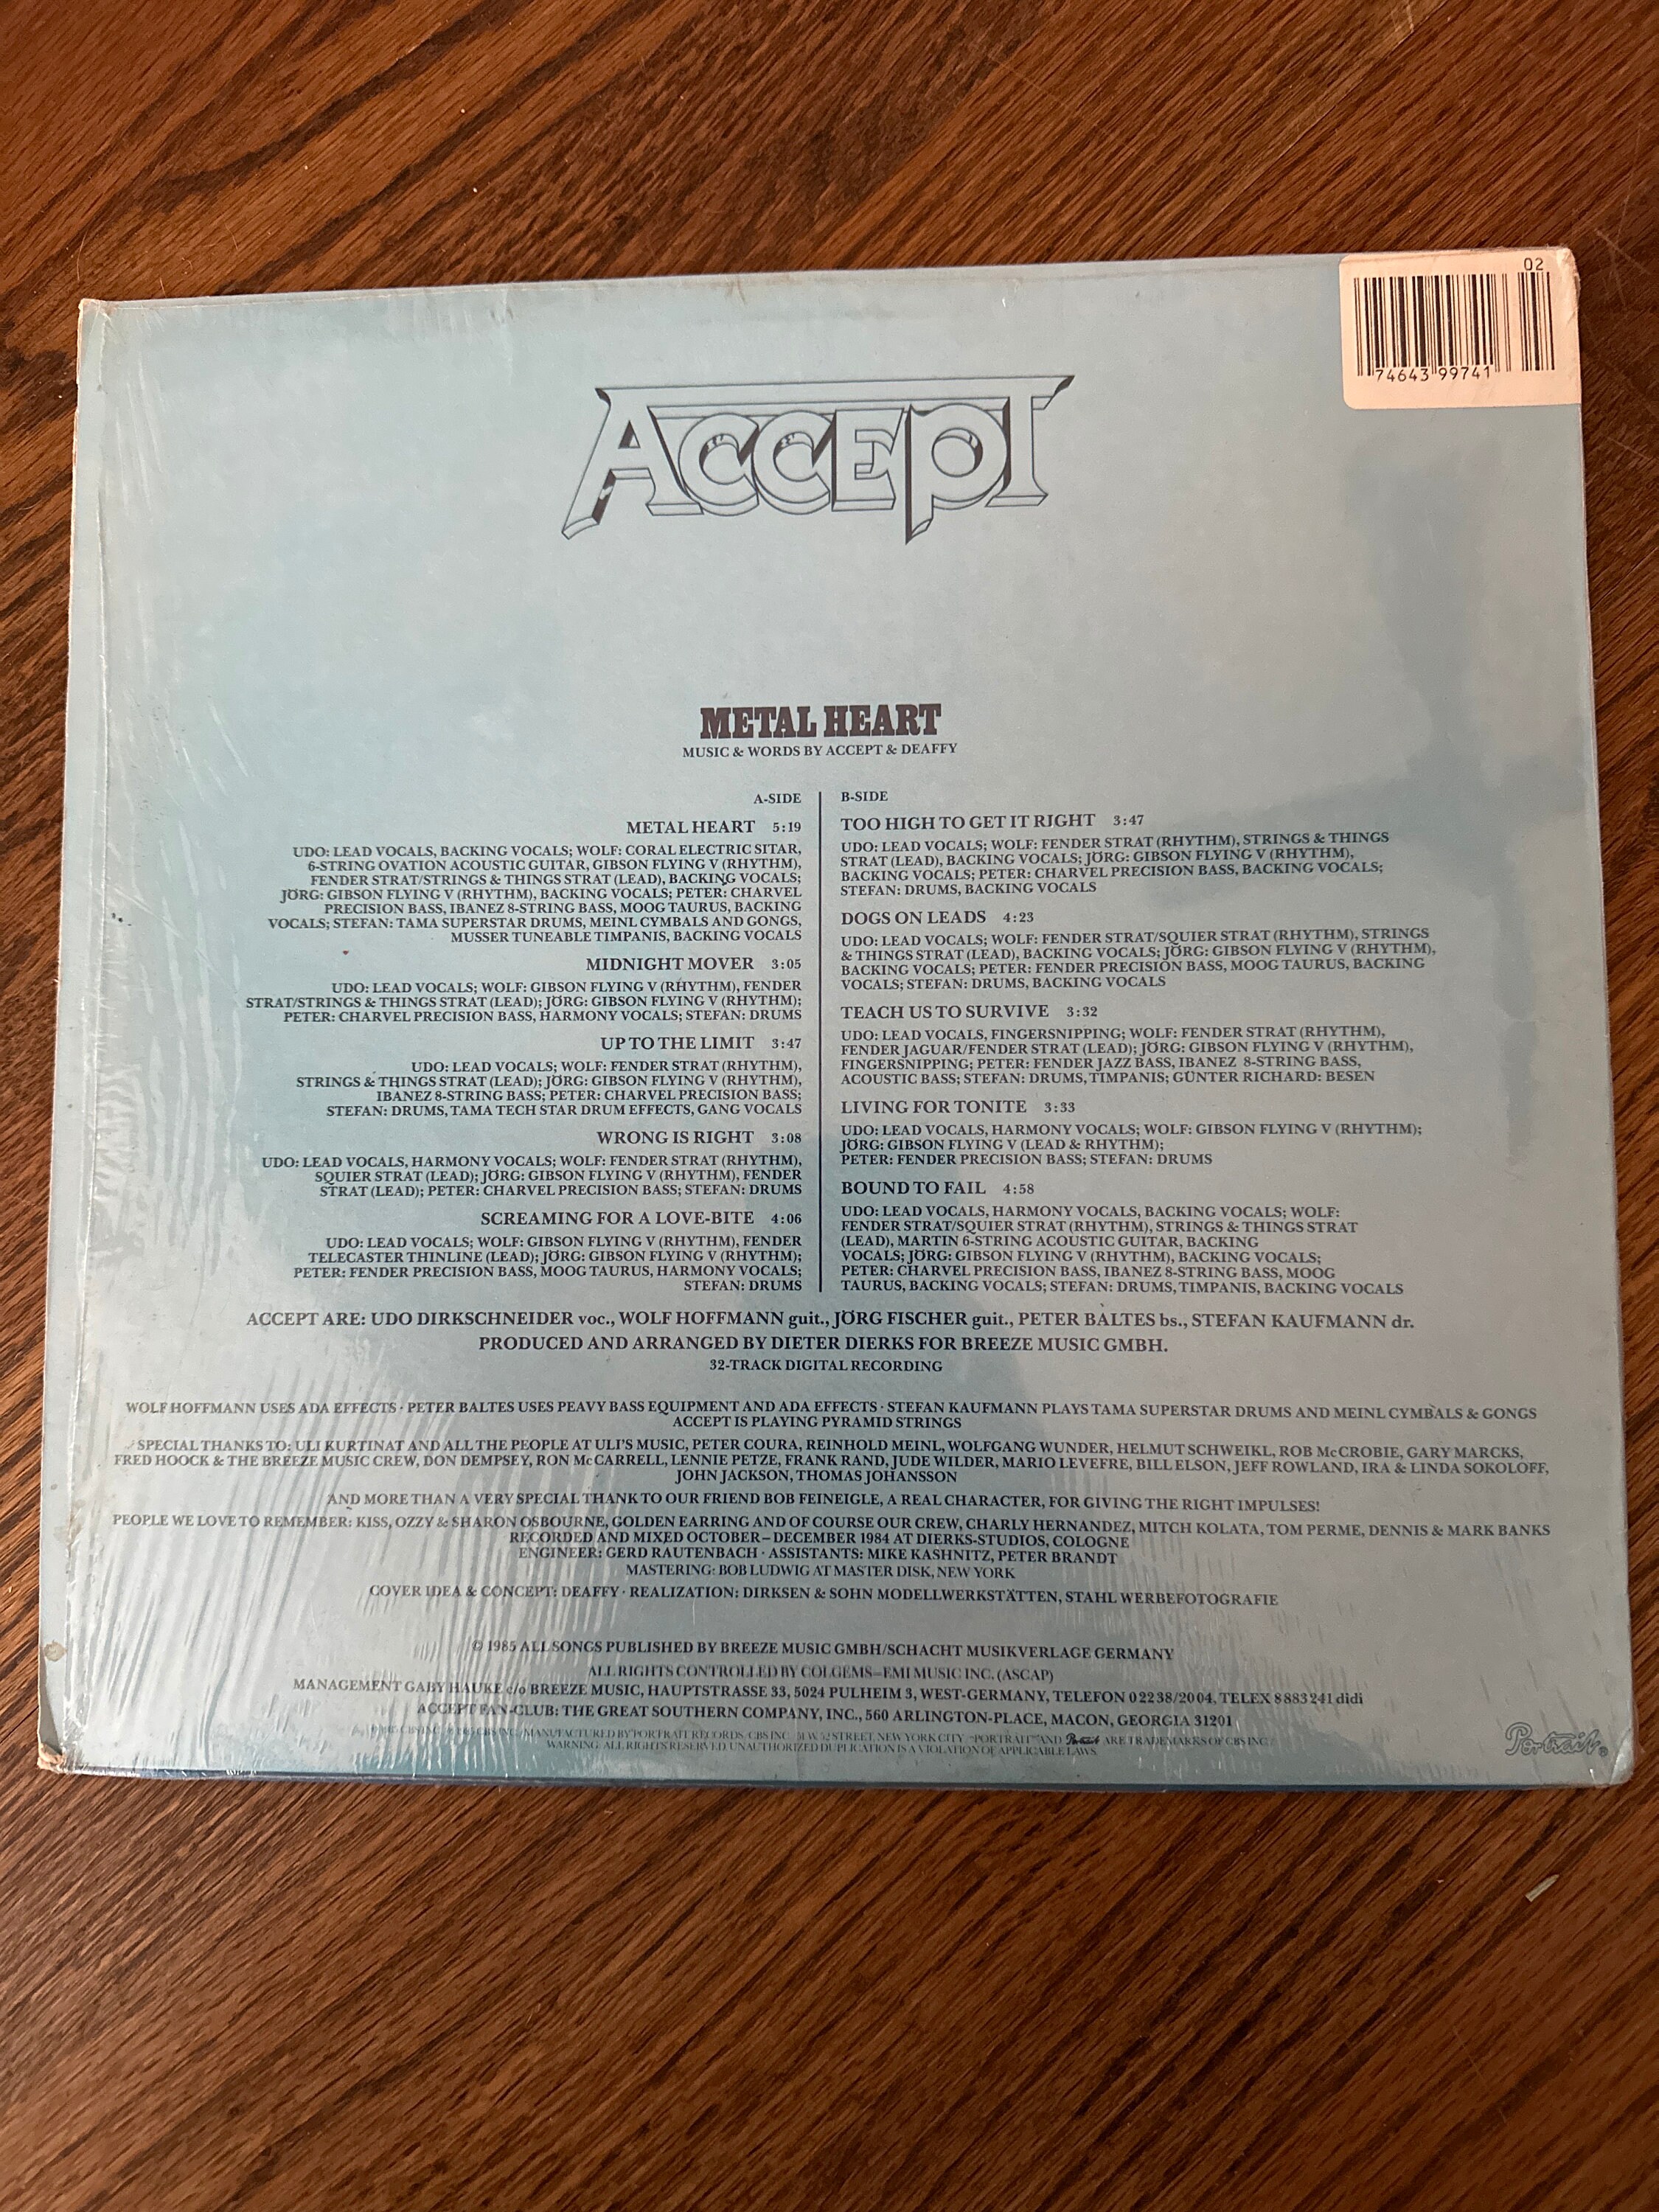 02
74643 99741
ACCEPT
METAL HEART
MUSIC & WORDS BY ACCEPT & DEAFFY
A-SIDE
METAL HEART 5:19
UDO: LEAD VOCALS, BACKING VOCALS; WOLF: CORAL ELECTRIC SITAR,
6-STRING OVATION ACOUSTIC GUITAR, GIBSON FLYING V (RHYTHM),
FENDER STRAT/STRINGS & THINGS STRAT (LEAD), BACKING VOCALS;
JÖRG: GIBSON FLYING V (RHYTHM), BACKING VOCALS; PETER: CHARVEL
PRECISION BASS, IBANEZ 8-STRING BASS, MOOG TAURUS, BACKING
VOCALS; STEFAN: TAMA SUPERSTAR DRUMS, MEINL CYMBALS AND GONGS,
MUSSER TUNEABLE TIMPANIS, BACKING VOCALS
MIDNIGHT MOVER 3:05
UDO: LEAD VOCALS; WOLF: GIBSON FLYING V (RHYTHM), FENDER
STRAT/STRINGS & THINGS STRAT (LEAD); JÖRG: GIBSON FLYING V (RHYTHM);
PETER: CHARVEL PRECISION BASS, HARMONY VOCALS; STEFAN: DRUMS
UP TO THE LIMIT 3:47
UDO: LEAD VOCALS; WOLF: FENDER STRAT (RHYTHM),
STRINGS & THINGS STRAT (LEAD); JÖRG: GIBSON FLYING V (RHYTHM),
IBANEZ 8-STRING BASS; PETER: CHARVEL PRECISION BASS;
STEFAN: DRUMS, TAMA TECH STAR DRUM EFFECTS, GANG VOCALS
WRONG IS RIGHT 3:08
UDO: LEAD VOCALS, HARMONY VOCALS; WOLF: FENDER STRAT (RHYTHM),
SQUIER STRAT (LEAD); JÖRG: GIBSON FLYING V (RHYTHM), FENDER
STRAT (LEAD); PETER: CHARVEL PRECISION BASS; STEFAN: DRUMS
SCREAMING FOR A LOVE-BITE 4:06
UDO: LEAD VOCALS; WOLF: GIBSON FLYING V (RHYTHM), FENDER
TELECASTER THINLINE (LEAD); JÖRG: GIBSON FLYING V (RHYTHM);
PETER: FENDER PRECISION BASS, MOOG TAURUS, HARMONY VOCALS;
STEFAN: DRUMS
B-SIDE
TOO HIGH TO GET IT RIGHT 3:47
UDO: LEAD VOCALS; WOLF: FENDER STRAT (RHYTHM), STRINGS & THINGS
STRAT (LEAD), BACKING VOCALS; JÖRG: GIBSON FLYING V (RHYTHM),
BACKING VOCALS; PETER: CHARVEL PRECISION BASS, BACKING VOCALS;
STEFAN: DRUMS, BACKING VOCALS
DOGS ON LEADS 4:23
UDO: LEAD VOCALS; WOLF: FENDER STRAT/SQUIER STRAT (RHYTHM), STRINGS
& THINGS STRAT (LEAD), BACKING VOCALS; JÖRG: GIBSON FLYING V (RHYTHM),
BACKING VOCALS; PETER: FENDER PRECISION BASS, MOOG TAURUS, BACKING
VOCALS; STEFAN: DRUMS, BACKING VOCALS
TEACH US TO SURVIVE 3:32
UDO: LEAD VOCALS, FINGERSNIPPING; WOLF: FENDER STRAT (RHYTHM),
FENDER JAGUAR/FENDER STRAT (LEAD); JÖRG: GIBSON FLYING V (RHYTHM),
FINGERSNIPPING; PETER: FENDER JAZZ BASS, IBANEZ 8-STRING BASS,
ACOUSTIC BASS; STEFAN: DRUMS, TIMPANIS; GÜNTER RICHARD: BESEN
LIVING FOR TONITE 3:33
UDO: LEAD VOCALS, HARMONY VOCALS; WOLF: GIBSON FLYING V (RHYTHM);
JÖRG: GIBSON FLYING V (LEAD & RHYTHM);
PETER: FENDER PRECISION BASS; STEFAN: DRUMS
BOUND TO FAIL 4:58
UDO: LEAD VOCALS, HARMONY VOCALS, BACKING VOCALS; WOLF:
FENDER STRAT/SQUIER STRAT (RHYTHM), STRINGS & THINGS STRAT
(LEAD), MARTIN 6-STRING ACOUSTIC GUITAR, BACKING
VOCALS; JÖRG: GIBSON FLYING V (RHYTHM), BACKING VOCALS;
PETER: CHARVEL PRECISION BASS, IBANEZ 8-STRING BASS, MOOG
TAURUS, BACKING VOCALS; STEFAN: DRUMS, TIMPANIS, BACKING VOCALS
ACCEPT ARE: UDO DIRKSCHNEIDER voc., WOLF HOFFMANN guit., JÖRG FISCHER guit., PETER BALTES bs., STEFAN KAUFMANN dr.
PRODUCED AND ARRANGED BY DIETER DIERKS FOR BREEZE MUSIC GMBH.
32-TRACK DIGITAL RECORDING
WOLF HOFFMANN USES ADA EFFECTS · PETER BALTES USES PEAVY BASS EQUIPMENT AND ADA EFFECTS · STEFAN KAUFMANN PLAYS TAMA SUPERSTAR DRUMS AND MEINL CYMBALS & GONGS
ACCEPT IS PLAYING PYRAMID STRINGS
SPECIAL THANKS TO: ULI KURTINAT AND ALL THE PEOPLE AT ULI'S MUSIC, PETER COURA, REINHOLD MEINL, WOLFGANG WUNDER, HELMUT SCHWEIKL, ROB McCROBIE, GARY MARCKS,
FRED HOOCK & THE BREEZE MUSIC CREW, DON DEMPSEY, RON McCARRELL, LENNIE PETZE, FRANK RAND, JUDE WILDER, MARIO LEVEFRE, BILL ELSON, JEFF ROWLAND, IRA & LINDA SOKOLOFF,
JOHN JACKSON, THOMAS JOHANSSON
AND MORE THAN A VERY SPECIAL THANK TO OUR FRIEND BOB FEINEIGLE, A REAL CHARACTER, FOR GIVING THE RIGHT IMPULSES!
PEOPLE WE LOVE TO REMEMBER: KISS, OZZY & SHARON OSBOURNE, GOLDEN EARRING AND OF COURSE OUR CREW, CHARLY HERNANDEZ, MITCH KOLATA, TOM PERME, DENNIS & MARK BANKS
RECORDED AND MIXED OCTOBER–DECEMBER 1984 AT DIERKS-STUDIOS, COLOGNE
ENGINEER: GERD RAUTENBACH · ASSISTANTS: MIKE KASHNITZ, PETER BRANDT
MASTERING: BOB LUDWIG AT MASTER DISK, NEW YORK
COVER IDEA & CONCEPT: DEAFFY · REALIZATION: DIRKSEN & SOHN MODELLWERKSTÄTTEN, STAHL WERBEFOTOGRAFIE
© 1985 ALL SONGS PUBLISHED BY BREEZE MUSIC GMBH/SCHACHT MUSIKVERLAGE GERMANY
ALL RIGHTS CONTROLLED BY COLGEMS–EMI MUSIC INC. (ASCAP)
MANAGEMENT GABY HAUKE c/o BREEZE MUSIC, HAUPTSTRASSE 33, 5024 PULHEIM 3, WEST-GERMANY, TELEFON 02238/2004, TELEX 8883241 didi
ACCEPT FAN-CLUB: THE GREAT SOUTHERN COMPANY, INC., 560 ARLINGTON-PLACE, MACON, GEORGIA 31201
MANUFACTURED BY PORTRAIT RECORDS/CBS INC. 51 W. 52 STREET, NEW YORK CITY. "PORTRAIT" AND Portrait ARE TRADEMARKS OF CBS INC.
WARNING: ALL RIGHTS RESERVED. UNAUTHORIZED DUPLICATION IS A VIOLATION OF APPLICABLE LAWS.
Portrait®